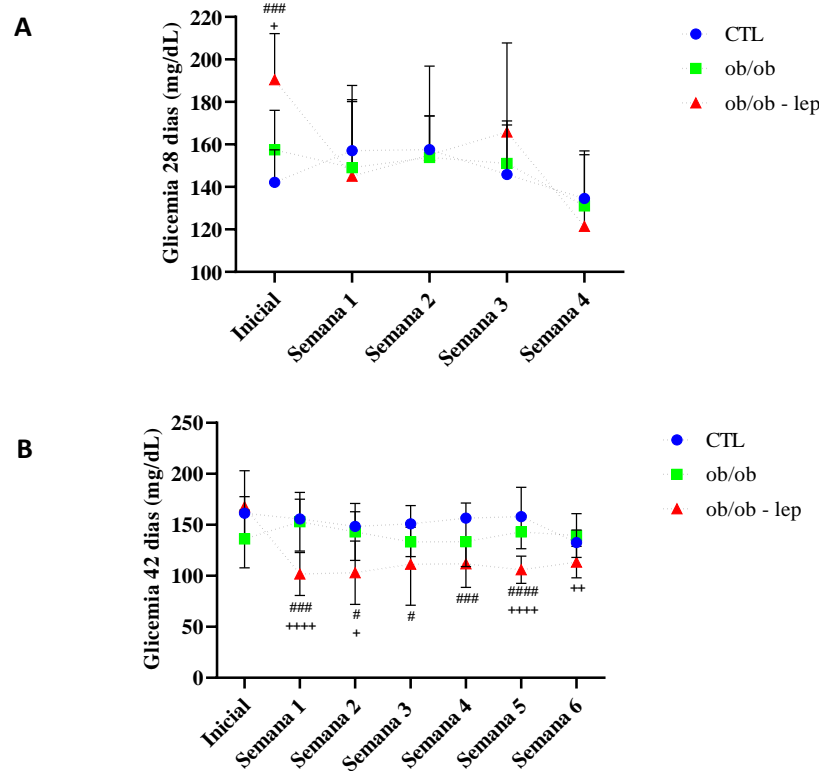 A
Glicemia 28 dias (mg/dL)
220
200
180
160
140
120
100
###
+
Inicial
Semana 1
Semana 2
Semana 3
Semana 4
CTL
ob/ob
ob/ob - lep
B
Glicemia 42 dias (mg/dL)
250
200
150
100
50
0
###
++++
#
+
#
###
####
++++
++
Inicial
Semana 1
Semana 2
Semana 3
Semana 4
Semana 5
Semana 6
CTL
ob/ob
ob/ob - lep